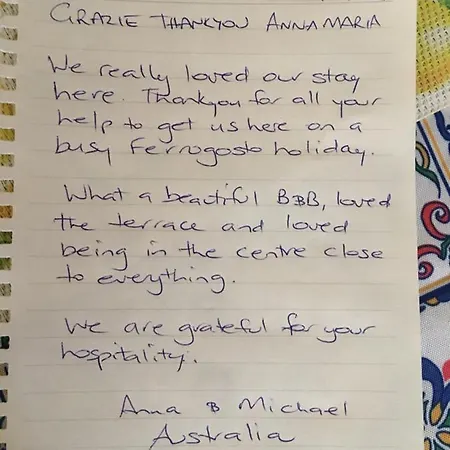 GRAZIE THANKYOU ANNAMARIA
We really loved our stay
here. Thankyou for all your
help to get us here on a
busy Ferrogosto holiday.
What a beautiful B&B, loved
the terrace and loved
being in the centre close
to everything.
We are grateful for your
hospitality.
Anna & Michael
Australia